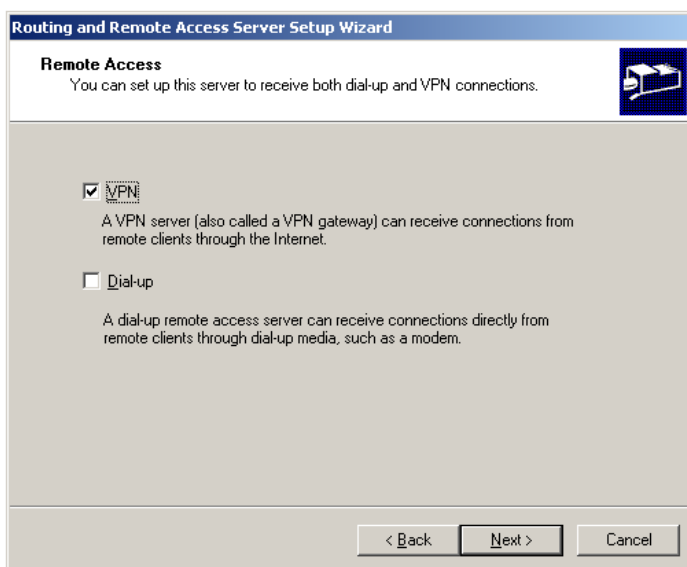 Routing and Remote Access Server Setup Wizard
Remote Access
You can set up this server to receive both dial-up and VPN connections.
VPN
A VPN server (also called a VPN gateway) can receive connections from
remote clients through the Internet.
Dial-up
A dial-up remote access server can receive connections directly from
remote clients through dial-up media, such as a modem.
< Back Next > Cancel